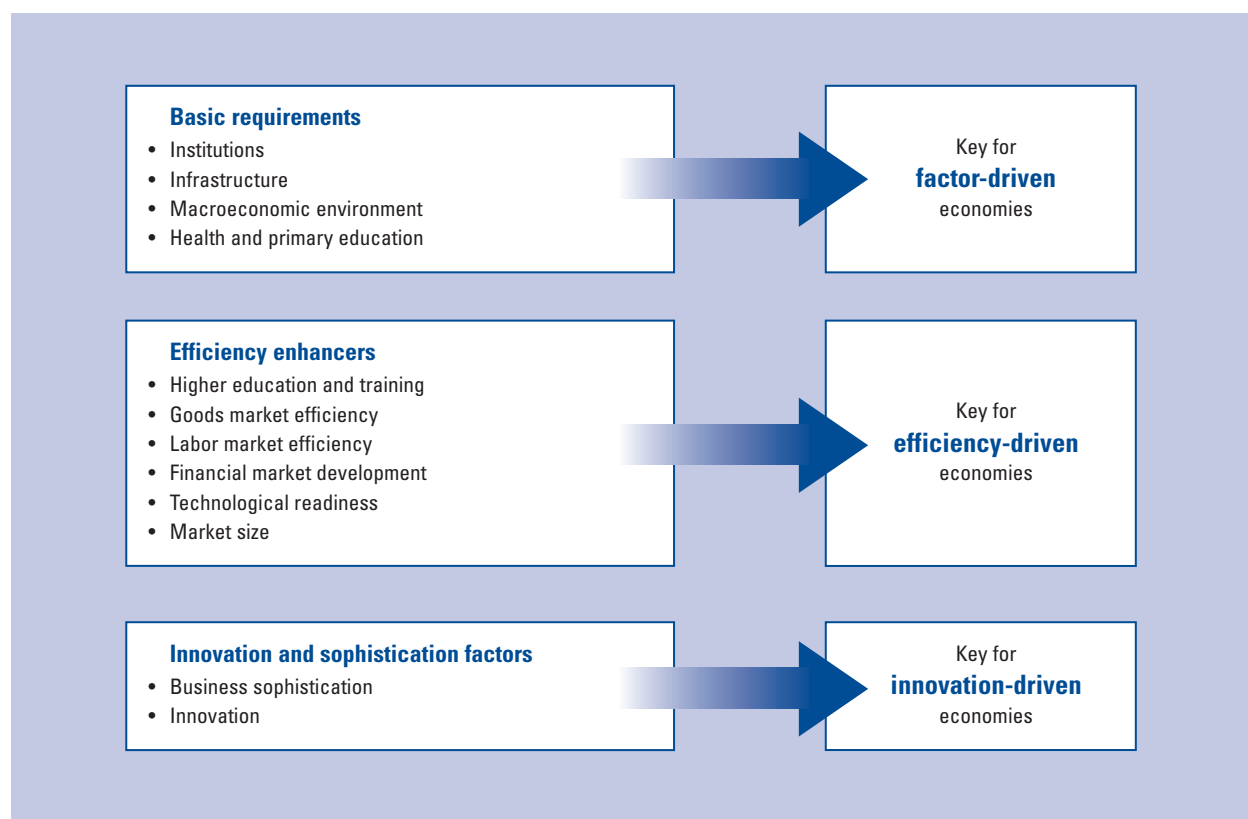 Basic requirements
• Institutions
• Infrastructure
• Macroeconomic environment
• Health and primary education
Key for
factor-driven
economies
Efficiency enhancers
• Higher education and training
• Goods market efficiency
• Labor market efficiency
• Financial market development
• Technological readiness
• Market size
Key for
efficiency-driven
economies
Innovation and sophistication factors
• Business sophistication
• Innovation
Key for
innovation-driven
economies